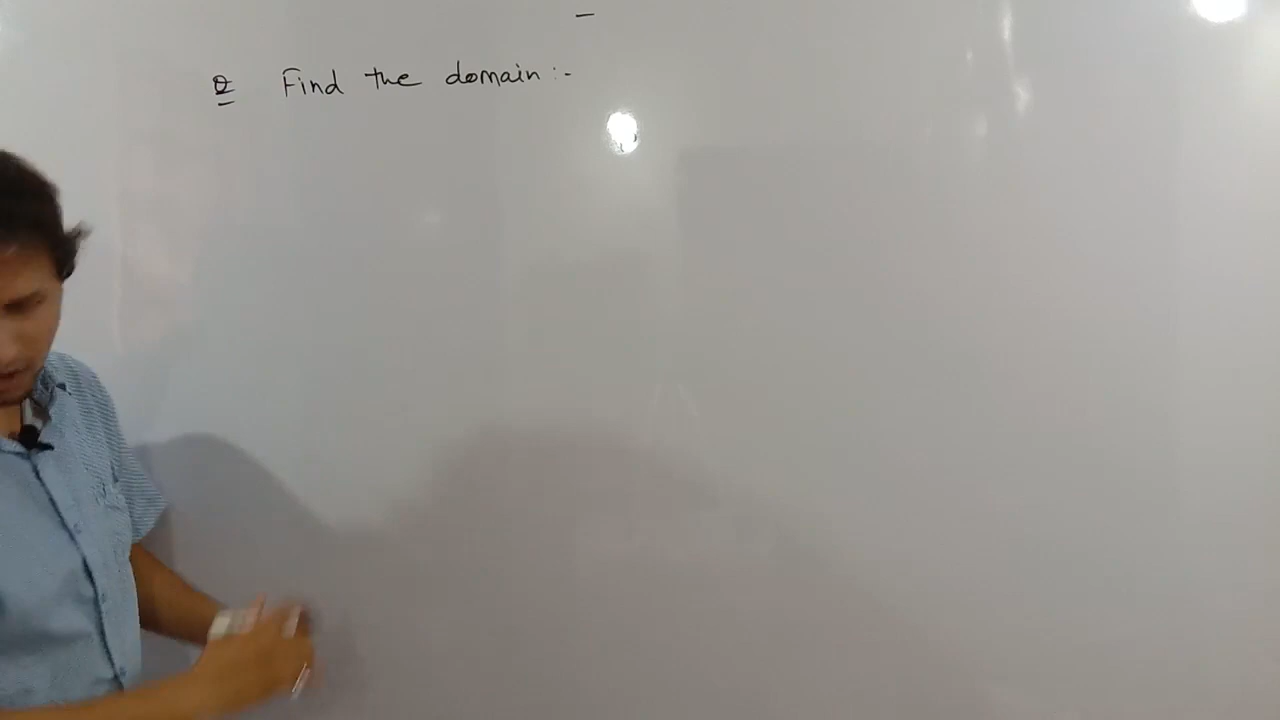 Q Find the domain :-